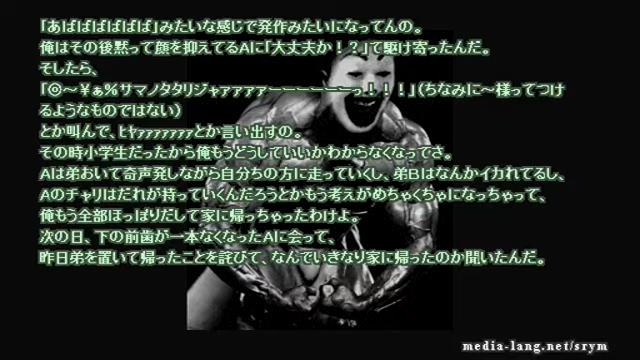 「あばばばばばば」みたいな感じで発作みたいになってんの。
俺はその後黙って顔を抑えてるAに「大丈夫か！？」て駆け寄ったんだ。
そしたら、
「◎～￥ぁ％サマノタタリジャァァァァーーーーーーっ！！！」（ちなみに～様ってつけ
るようなものではない）
とか叫んで、ﾋﾔｧｧｧｧｧｧｧとか言い出すの。
その時小学生だったから俺もうどうしていいかわからなくなってさ。
Aは弟おいて奇声発しながら自分ちの方に走っていくし、弟Bはなんかイカれてるし、
Aのチャリはだれが持っていくんだろうとかもう考えがめちゃくちゃになっちゃって、
俺もう全部ほっぽりだして家に帰っちゃったわけよ。
次の日、下の前歯が一本なくなったAに会って、
昨日弟を置いて帰ったことを詫びて、なんでいきなり家に帰ったのか聞いたんだ。
media-lang.net/srym